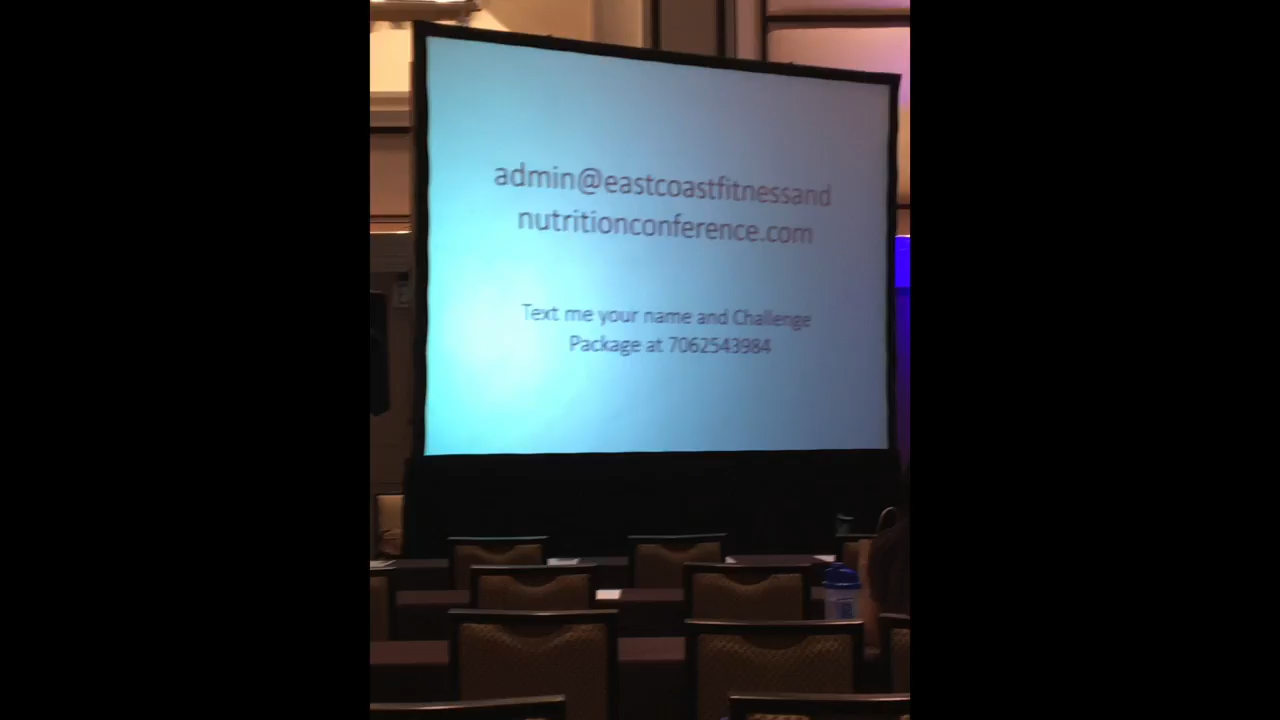 admin@eastcoastfitnessand
nutritionconference.com
Text me your name and Challenge
Package at 7062543984